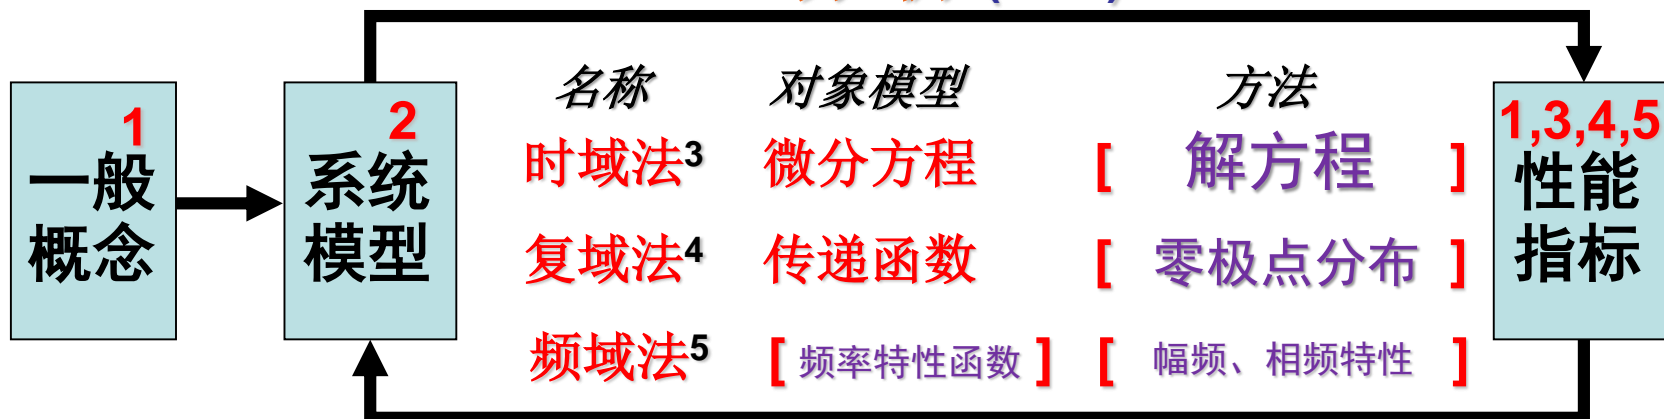 名称 对象模型 方法
1
一般
概念
2
系统
模型
时域法3 微分方程 [ 解方程 ]
复域法4 传递函数 [ 零极点分布 ]
频域法5 [ 频率特性函数 ] [ 幅频、相频特性 ]
1,3,4,5
性能
指标